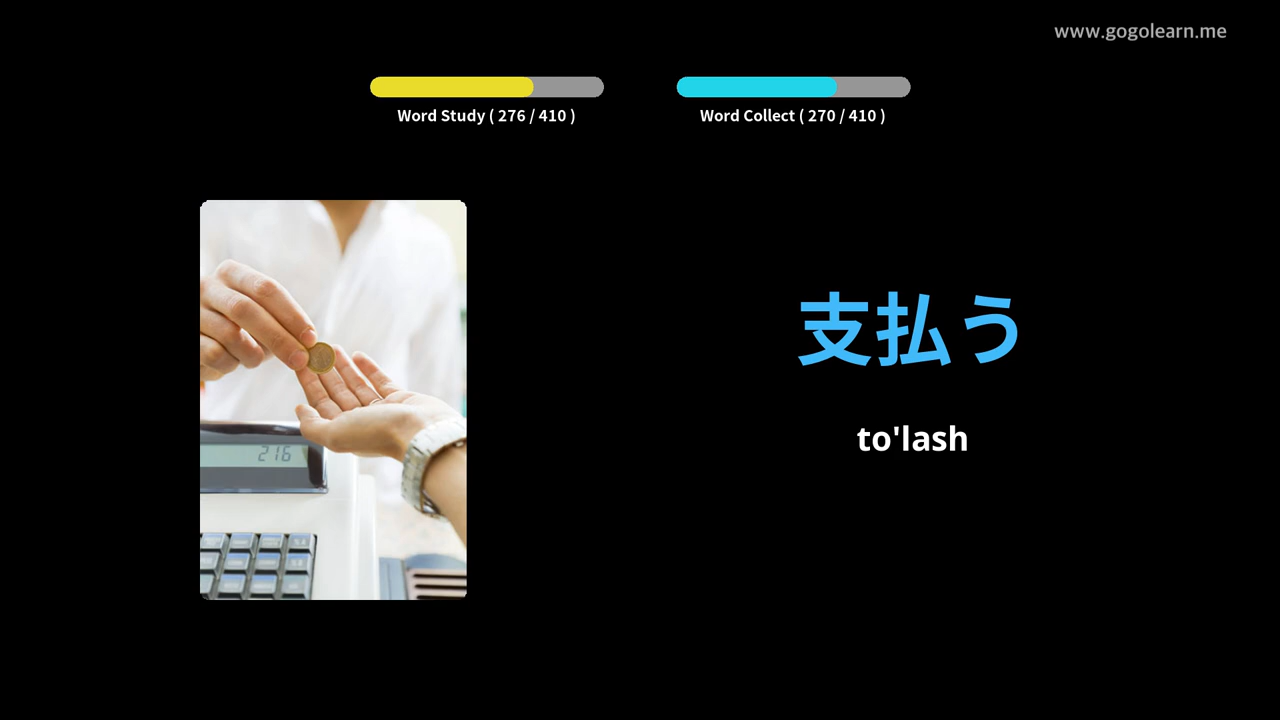 www.gogolearn.me
Word Study ( 276 / 410 )
Word Collect ( 270 / 410 )
支払う
to'lash
216